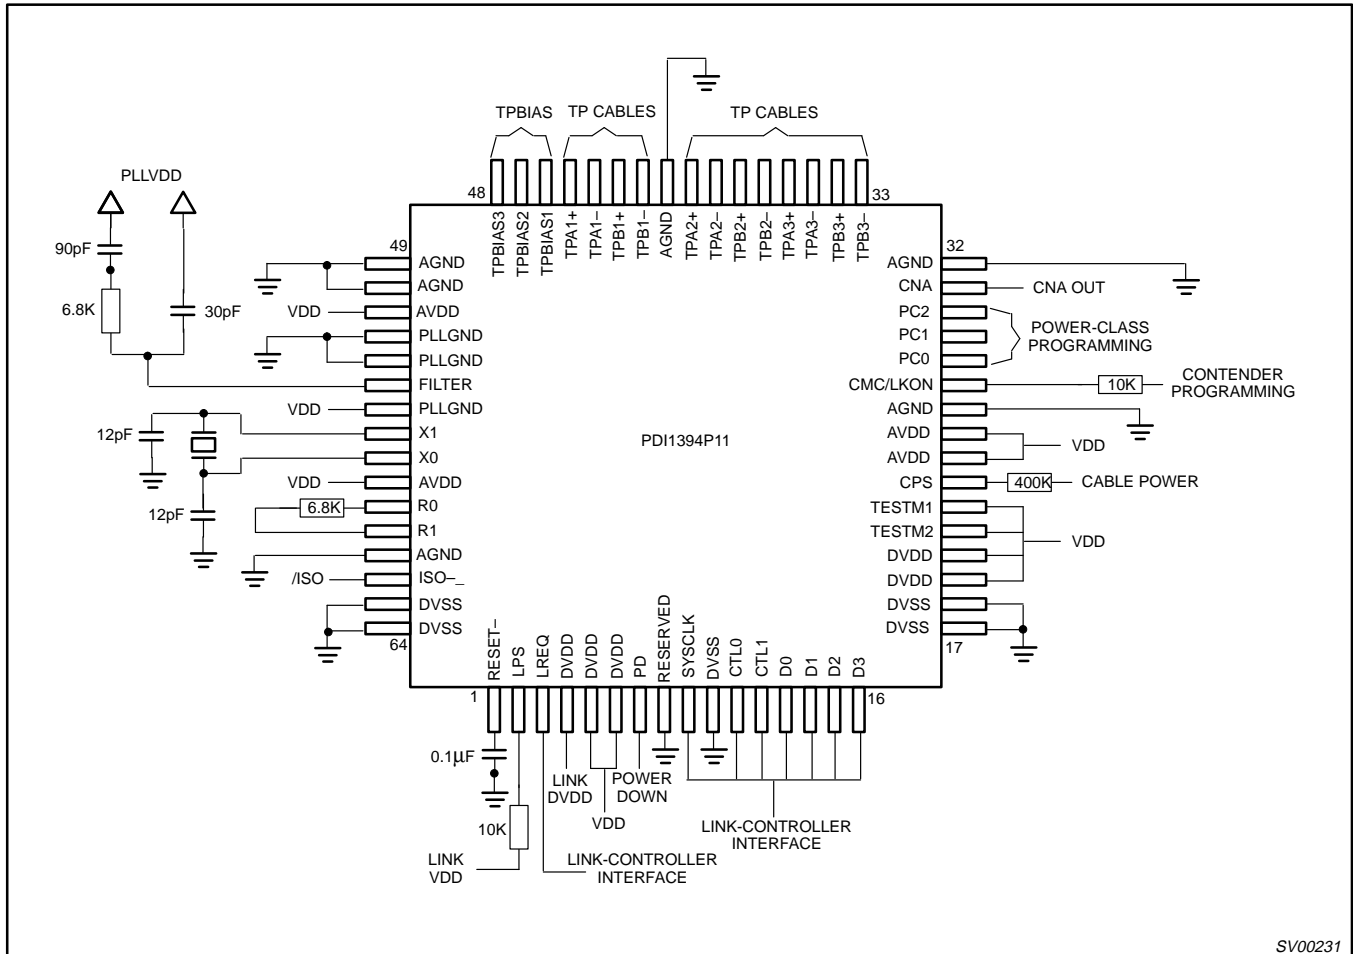 TPBIAS
TP CABLES
TP CABLES
PLLVDD
48
33
TPBIAS3
TPBIAS2
TPBIAS1
TPA1+
TPA1–
TPB1+
TPB1–
AGND
TPA2+
TPA2–
TPB2+
TPB2–
TPA3+
TPA3–
TPB3+
TPB3–
90pF
6.8K
30pF
49
AGND
AGND
VDD
AVDD
PLLGND
PLLGND
FILTER
VDD
PLLGND
12pF
X1
X0
VDD
AVDD
12pF
6.8K
R0
R1
AGND
/ISO
ISO–_
DVSS
DVSS
64
PDI1394P11
32
AGND
CNA
CNA OUT
PC2
PC1
PC0
POWER-CLASS
PROGRAMMING
CMC/LKON
10K
CONTENDER
PROGRAMMING
AGND
AVDD
AVDD
VDD
CPS
400K
CABLE POWER
TESTM1
TESTM2
DVDD
DVDD
VDD
DVSS
DVSS
17
RESET–
LPS
LREQ
DVDD
DVDD
DVDD
PD
RESERVED
SYSCLK
DVSS
CTL0
CTL1
D0
D1
D2
D3
1
16
0.1µF
LINK
DVDD
POWER
DOWN
VDD
10K
LINK
VDD
LINK-CONTROLLER
INTERFACE
LINK-CONTROLLER
INTERFACE
SV00231